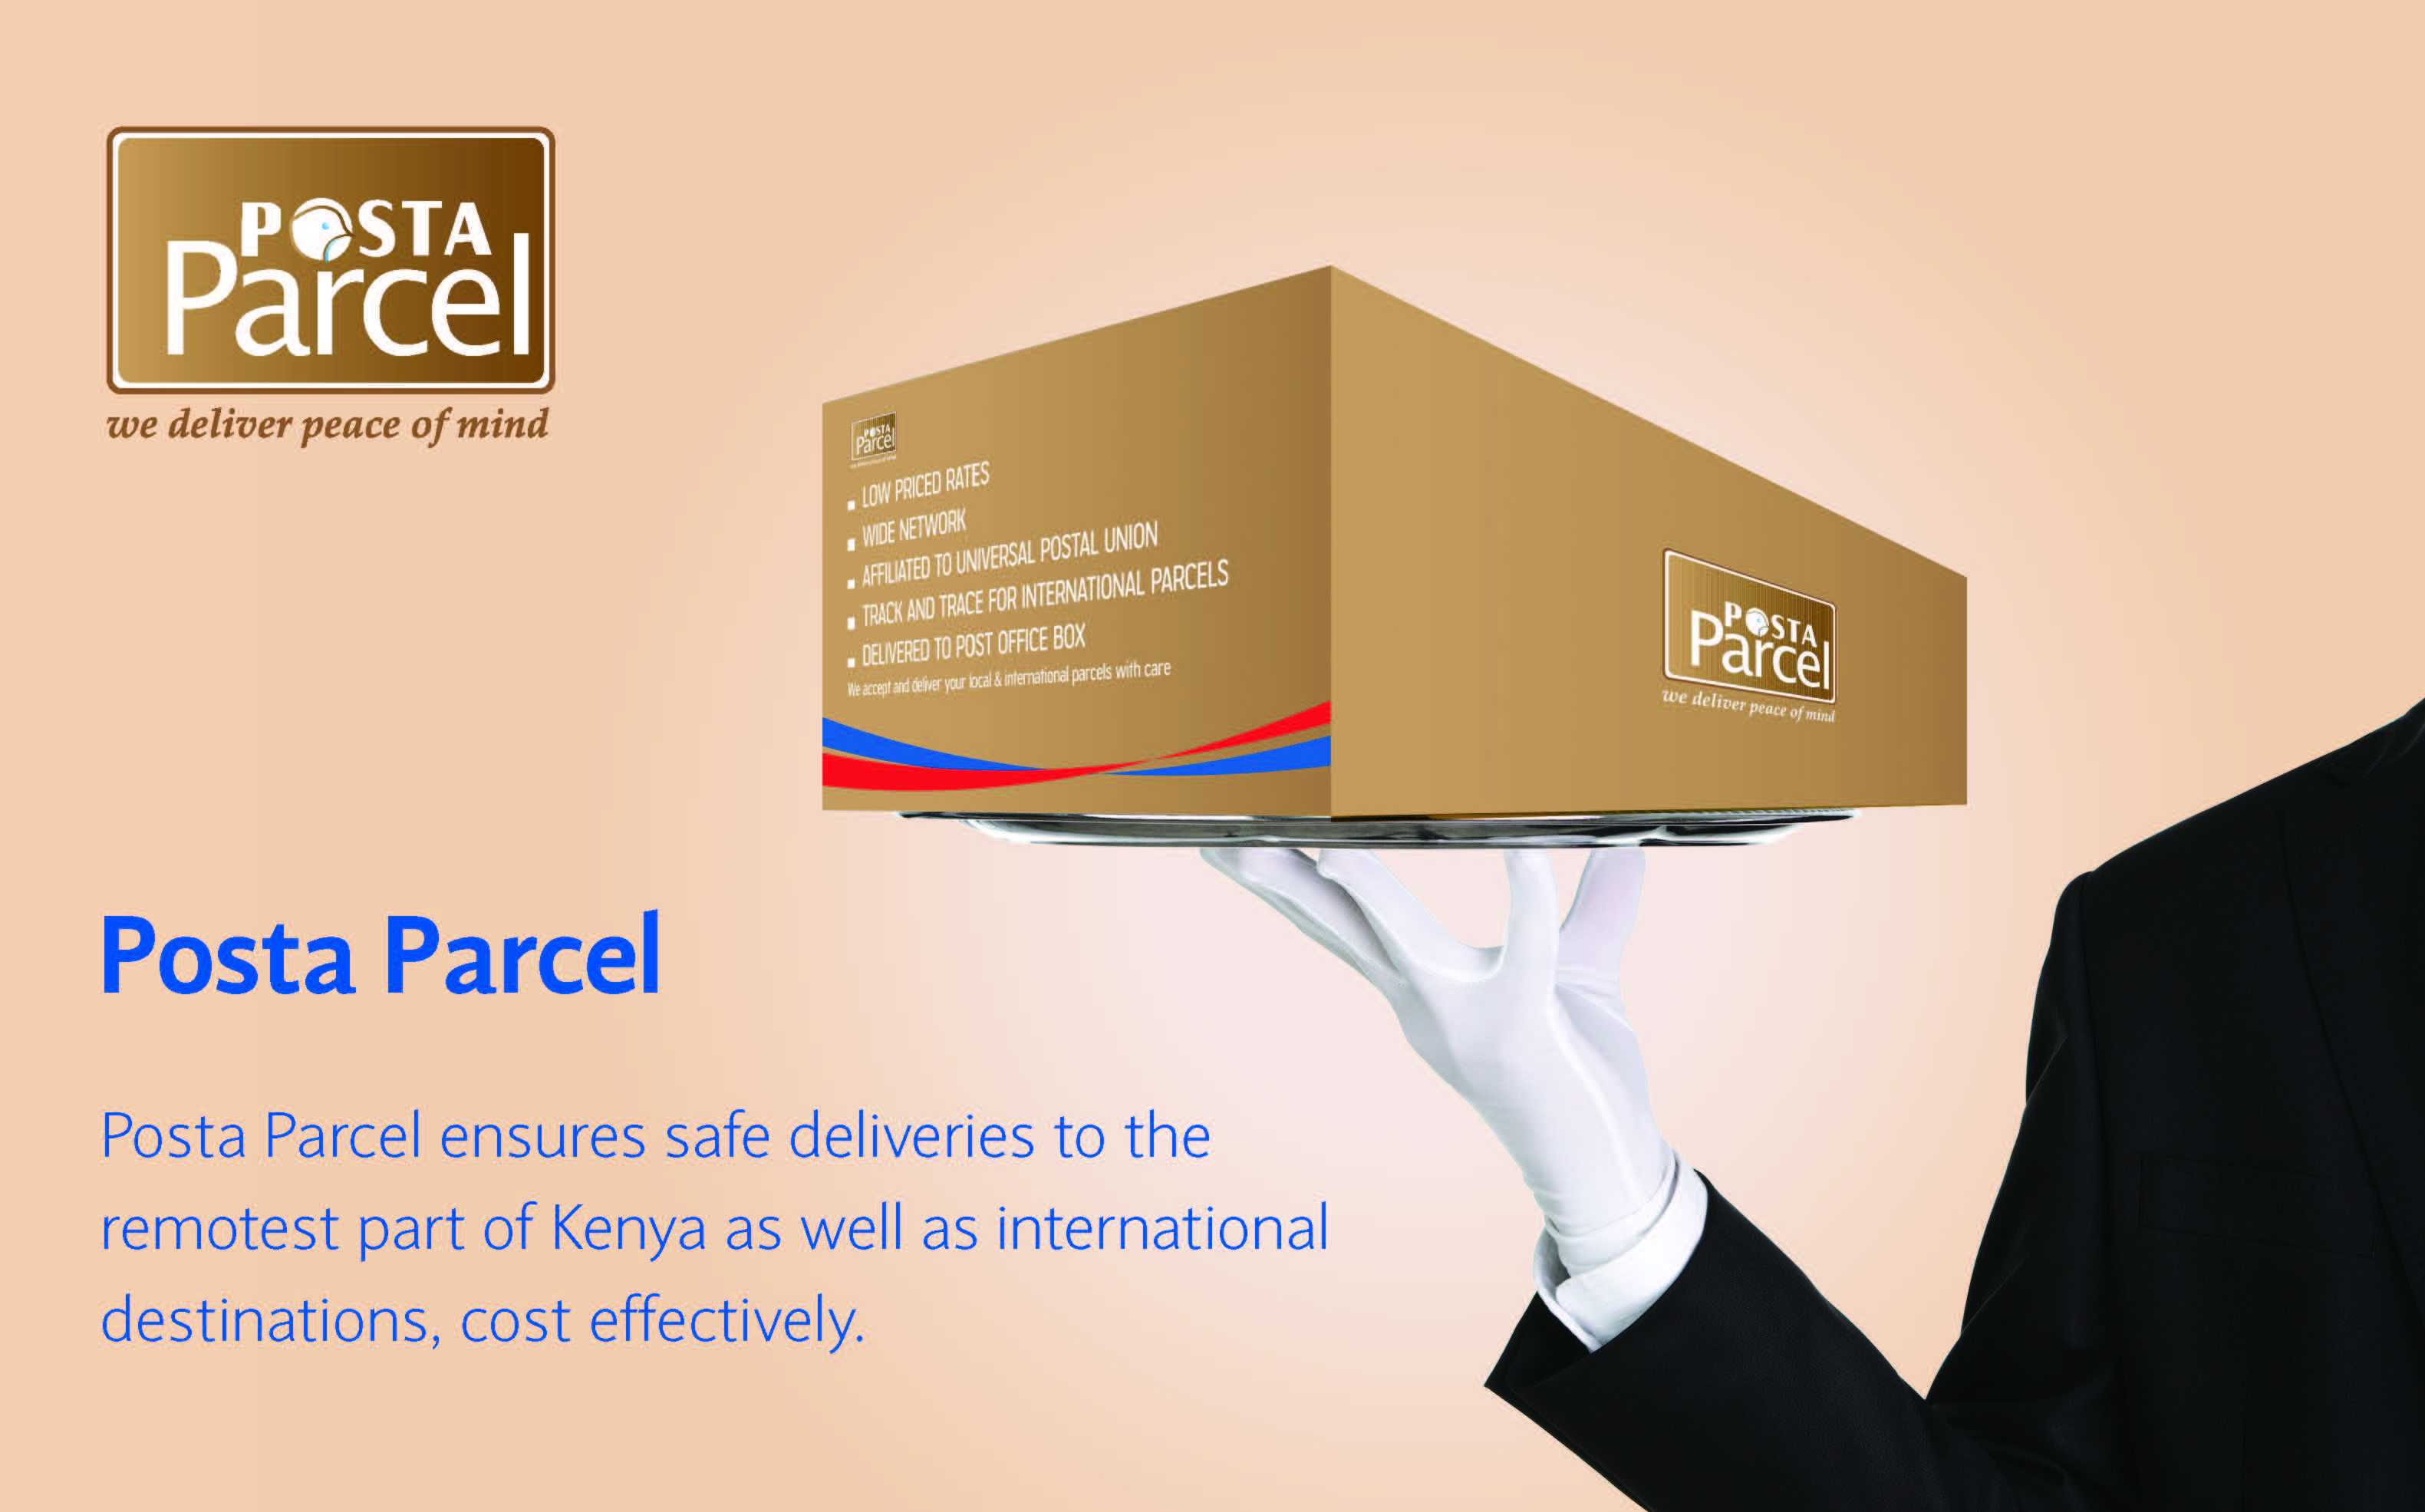 POSTA
Parcel
we deliver peace of mind
POSTA
Parcel
LOW PRICED RATES
WIDE NETWORK
AFFILIATED TO UNIVERSAL POSTAL UNION
TRACK AND TRACE FOR INTERNATIONAL PARCELS
DELIVERED TO POST OFFICE BOX
We accept and deliver your local & international parcels with care
POSTA
Parcel
we deliver peace of mind
Posta Parcel
Posta Parcel ensures safe deliveries to the
remotest part of Kenya as well as international
destinations, cost effectively.